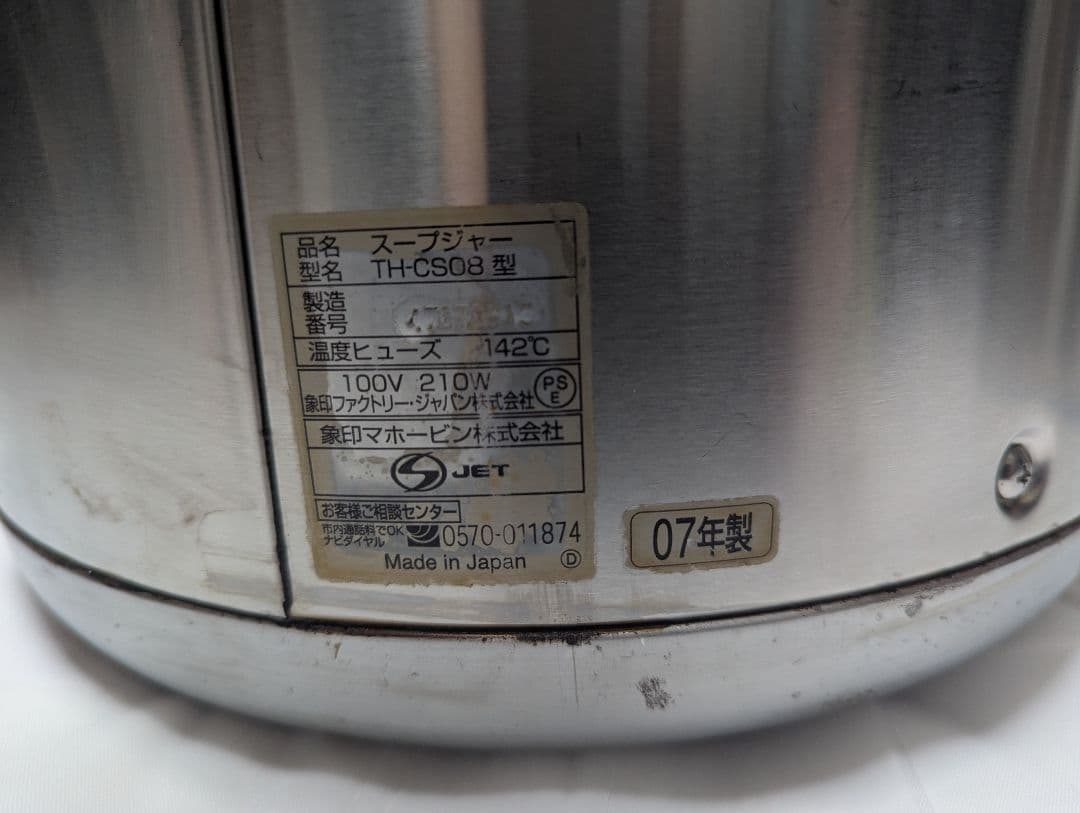 品名 スープジャー
型名 TH-CS08 型
製造
番号
温度ヒューズ 142℃
100V 210W
PS
E
象印ファクトリー・ジャパン株式会社
象印マホービン株式会社
S JET
お客様ご相談センター
市内通話料でOK
ナビダイヤル 0570-011874
Made in Japan D
07年製